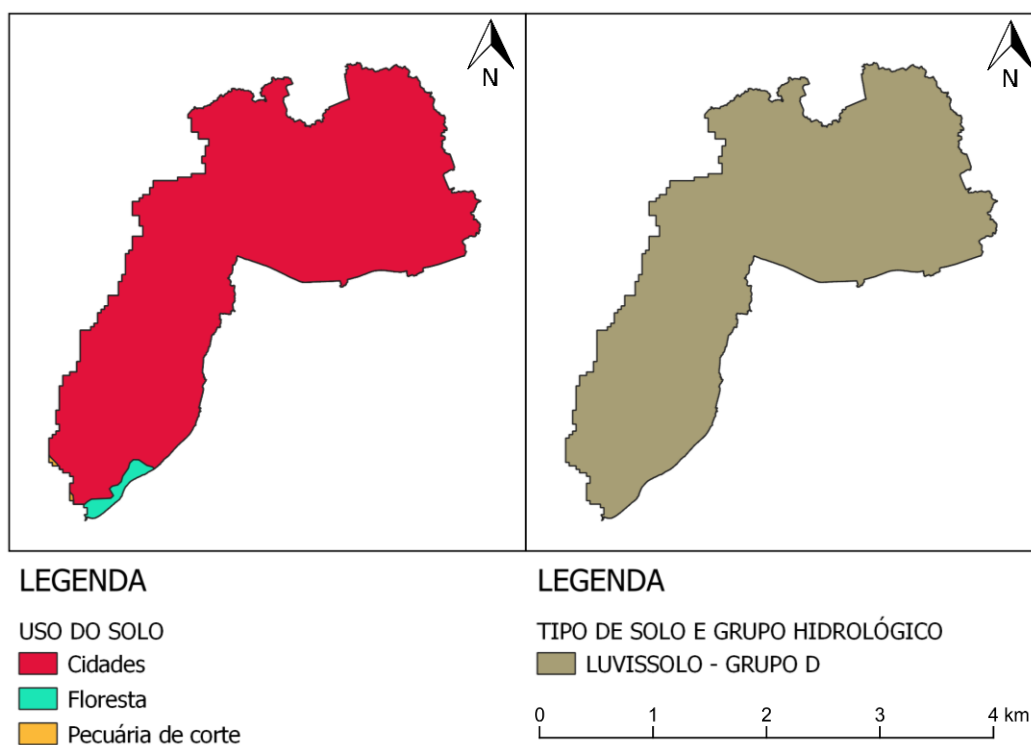 N
N
LEGENDA
USO DO SOLO
Cidades
Floresta
Pecuária de corte
LEGENDA
TIPO DE SOLO E GRUPO HIDROLÓGICO
LUVISSOLO - GRUPO D
0 1 2 3 4 km